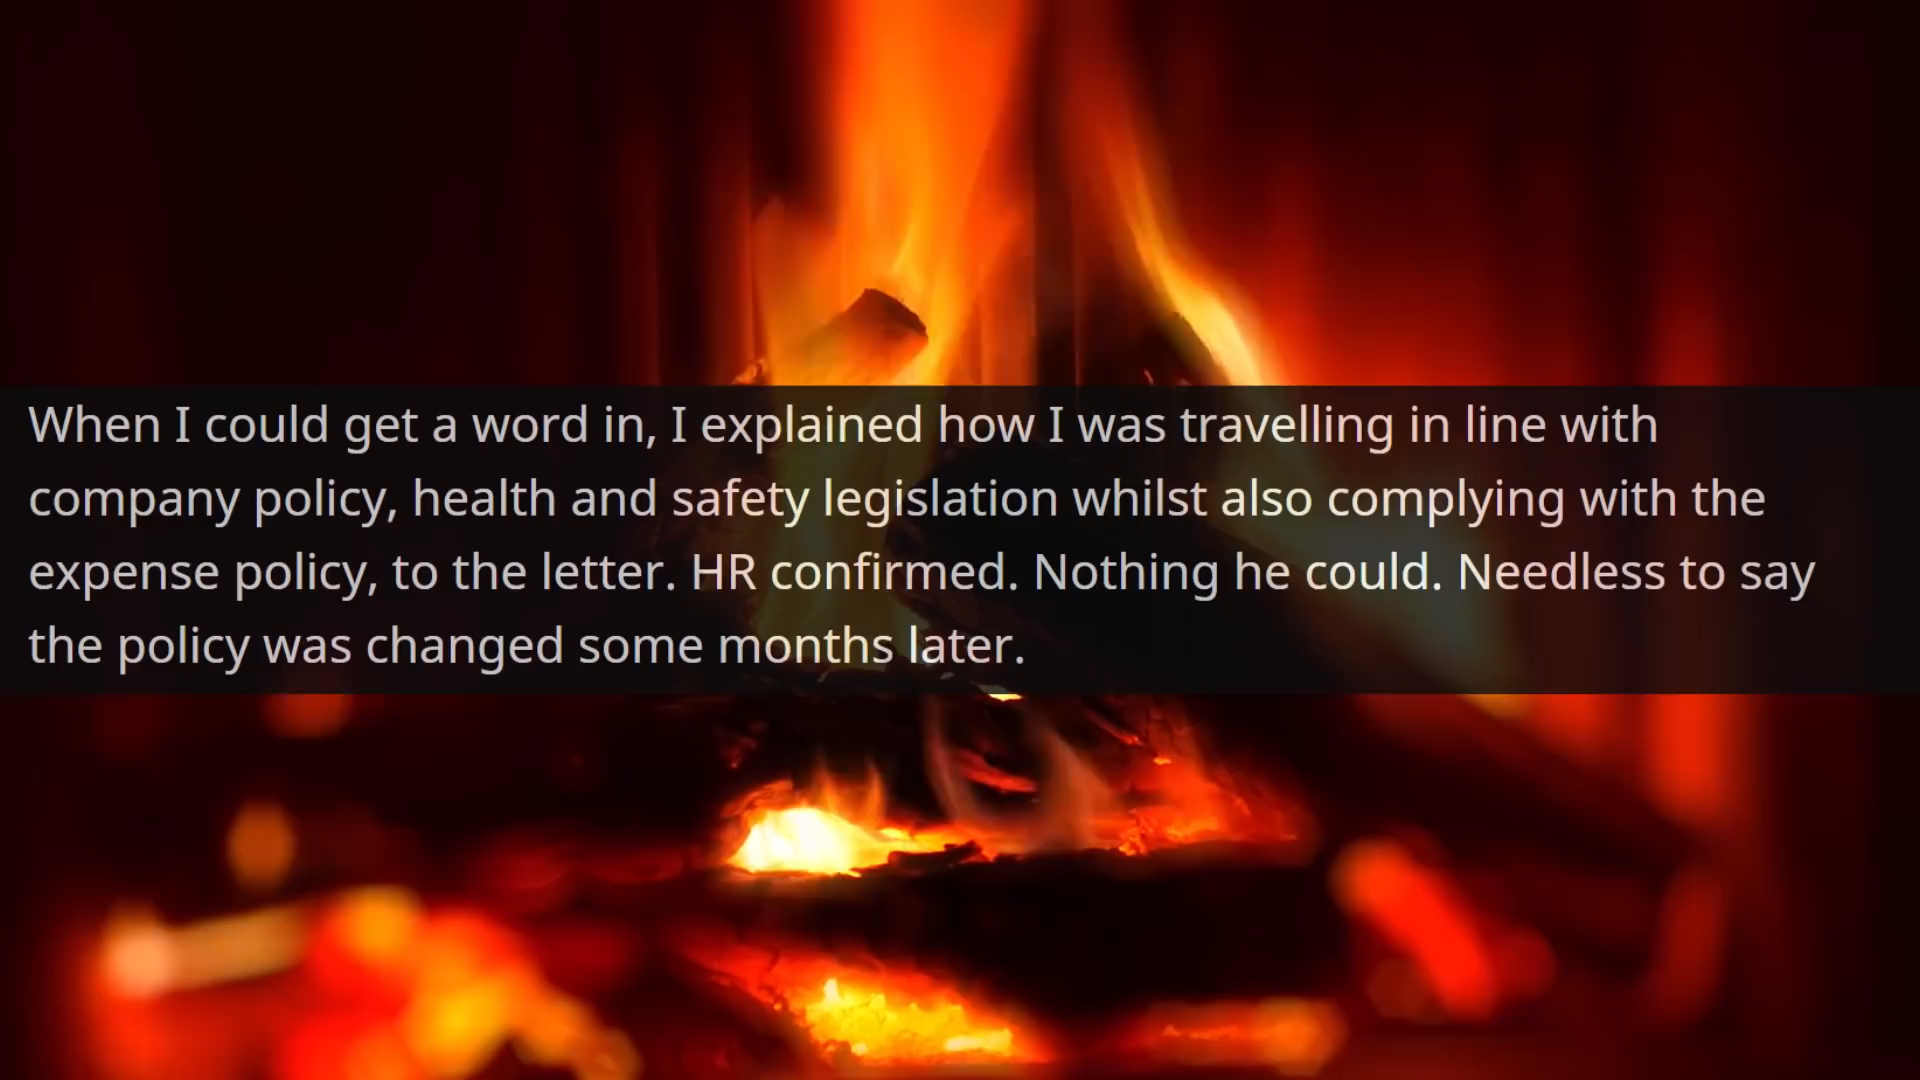 When I could get a word in, I explained how I was travelling in line with
company policy, health and safety legislation whilst also complying with the
expense policy, to the letter. HR confirmed. Nothing he could. Needless to say
the policy was changed some months later.